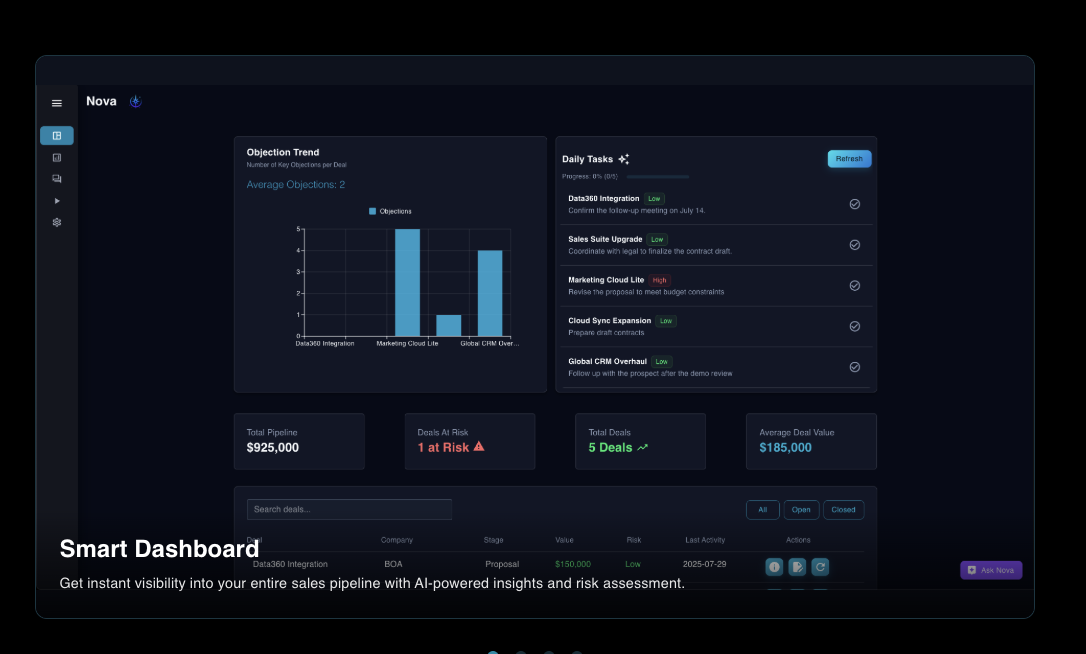 Nova
Objection Trend
Number of Key Objections per Deal
Average Objections: 2
Objections
5
4
3
2
1
0
Data360 Integration
Marketing Cloud Lite
Global CRM Over...
Daily Tasks
Refresh
Progress: 0% (0/5)
Data360 Integration Low
Confirm the follow-up meeting on July 14.
Sales Suite Upgrade Low
Coordinate with legal to finalize the contract draft.
Marketing Cloud Lite High
Revise the proposal to meet budget constraints
Cloud Sync Expansion Low
Prepare draft contracts
Global CRM Overhaul Low
Follow up with the prospect after the demo review
Total Pipeline
$925,000
Deals At Risk
1 at Risk
Total Deals
5 Deals
Average Deal Value
$185,000
Search deals...
All Open Closed
Deal Company Stage Value Risk Last Activity Actions
Data360 Integration BOA Proposal $150,000 Low 2025-07-29
Smart Dashboard
Get instant visibility into your entire sales pipeline with AI-powered insights and risk assessment.
Ask Nova